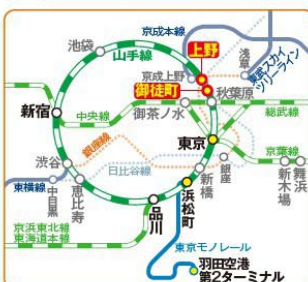 京成本線
上野
池袋
山手線
京成上野
浅草
東武スカイ
ツリーライン
御徒町
秋葉原
新宿
中央線
御茶ノ水
総武線
銀座線
東京
京葉線
渋谷
日比谷線
銀座
舞浜
新木場
東横線
中目黒
恵比寿
新橋
浜松町
品川
京浜東北線
東海道本線
東京モノレール
羽田空港
第2ターミナル